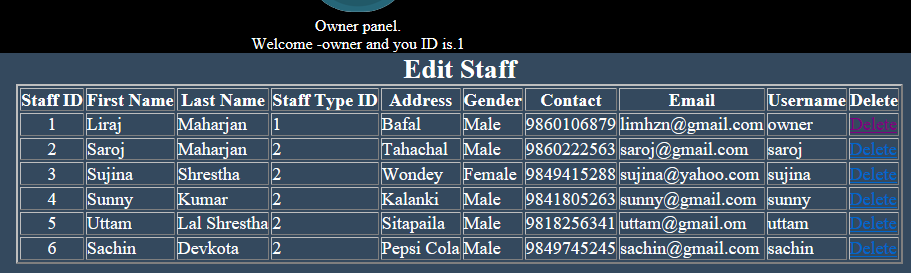 Owner panel.
Welcome -owner and you ID is.1
Edit Staff
Staff ID First Name Last Name Staff Type ID Address Gender Contact Email Username Delete
1 Liraj Maharjan 1 Bafal Male 9860106879 limhzn@gmail.com owner Delete
2 Saroj Maharjan 2 Tahachal Male 9860222563 saroj@gmail.com saroj Delete
3 Sujina Shrestha 2 Wondey Female 9849415288 sujina@yahoo.com sujina Delete
4 Sunny Kumar 2 Kalanki Male 9841805263 sunny@gmail.com sunny Delete
5 Uttam Lal Shrestha 2 Sitapaila Male 9818256341 uttam@gmail.om uttam Delete
6 Sachin Devkota 2 Pepsi Cola Male 9849745245 sachin@gmail.com sachin Delete